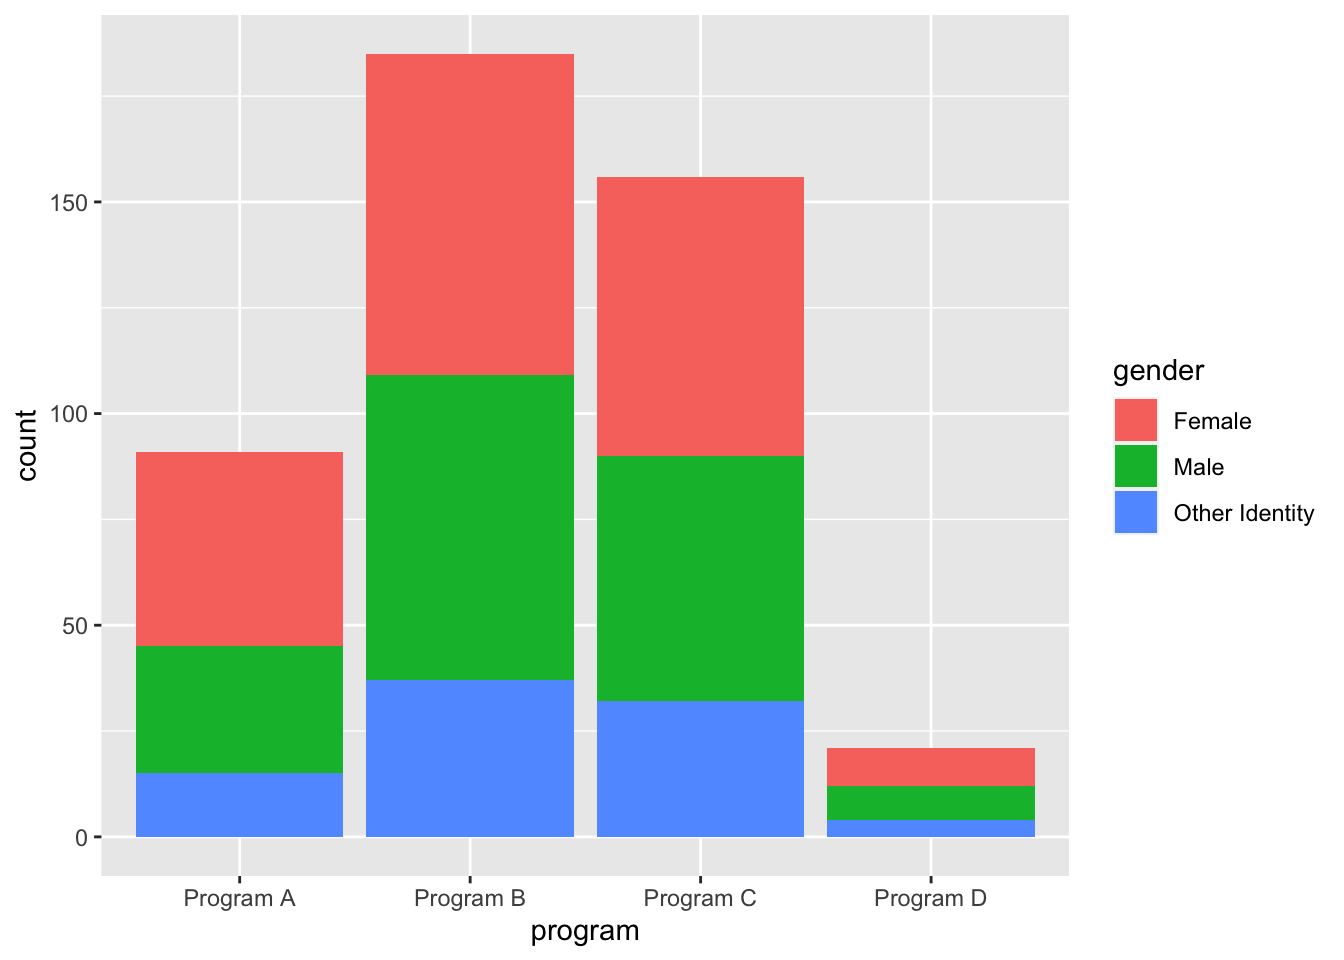 150
100
50
0
count
Program A
Program B
Program C
Program D
program
gender
Female
Male
Other Identity